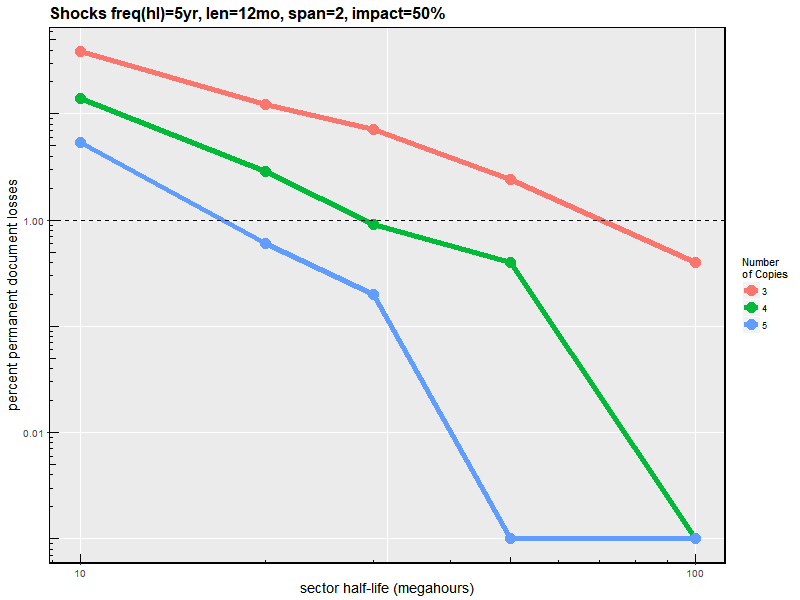 Shocks freq(hl)=5yr, len=12mo, span=2, impact=50%
percent permanent document losses
1.00
0.01
10
100
sector half-life (megahours)
Number
of Copies
3
4
5